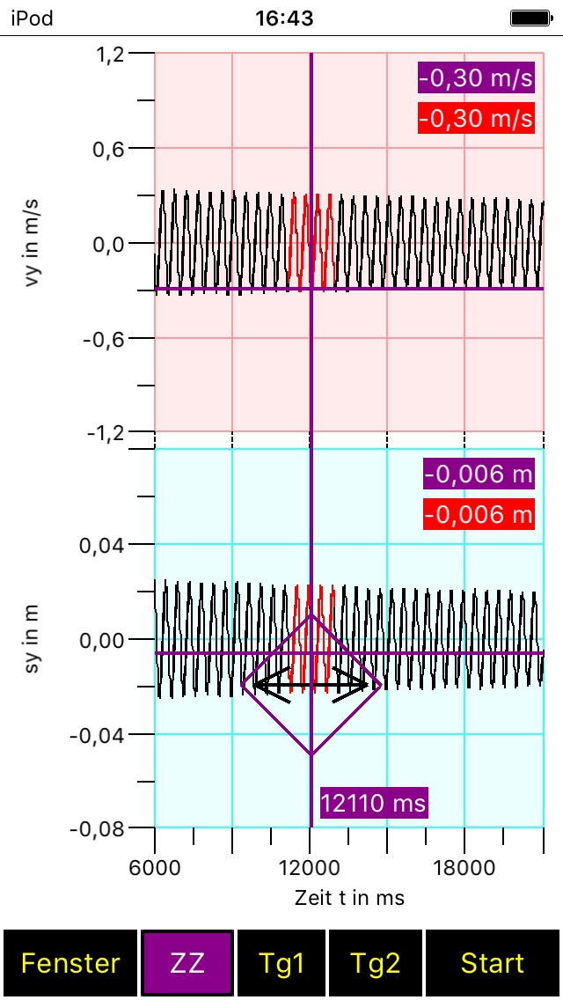 iPod 16:43
1,2
-0,30 m/s
-0,30 m/s
0,6
vy in m/s
0,0
-0,6
-1,2
-0,006 m
-0,006 m
0,04
sy in m
0,00
-0,04
12110 ms
-0,08
6000 12000 18000
Zeit t in ms
Fenster ZZ Tg1 Tg2 Start